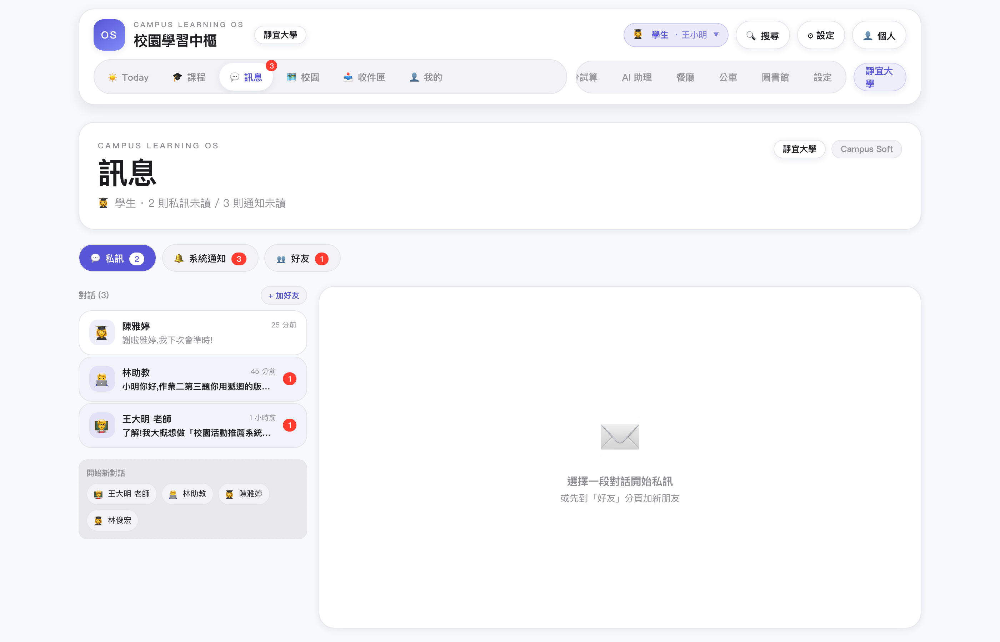 OS
CAMPUS LEARNING OS
校園學習中樞
靜宜大學
學生 · 王小明 ▼
搜尋
設定
個人
Today
課程
訊息
3
校園
收件匣
我的
試算
AI 助理
餐廳
公車
圖書館
設定
靜宜大
學
CAMPUS LEARNING OS
訊息
學生 · 2 則私訊未讀 / 3 則通知未讀
靜宜大學
Campus Soft
私訊 2
系統通知 3
好友 1
對話 (3)
+ 加好友
陳雅婷
25 分前
謝啦雅婷,我下次會準時!
林助教
45 分前
小明你好,作業二第三題你用遞迴的版...
1
王大明 老師
1 小時前
了解!我大概想做「校園活動推薦系統...
1
開始新對話
王大明 老師
林助教
陳雅婷
林俊宏
選擇一段對話開始私訊
或先到「好友」分頁加新朋友